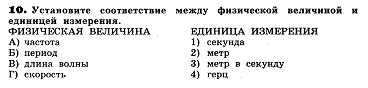 10. Установите соответствие между физической величиной и
единицей измерения.
ФИЗИЧЕСКАЯ ВЕЛИЧИНА ЕДИНИЦА ИЗМЕРЕНИЯ
А) частота 1) секунда
Б) период 2) метр
В) длина волны 3) метр в секунду
Г) скорость 4) герц